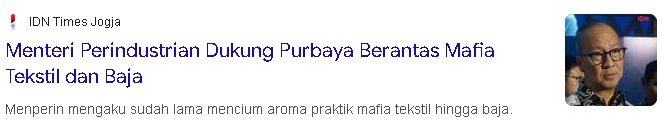 IDN Times Jogja
Menteri Perindustrian Dukung Purbaya Berantas Mafia
Tekstil dan Baja
Menperin mengaku sudah lama mencium aroma praktik mafia tekstil hingga baja.
IDN